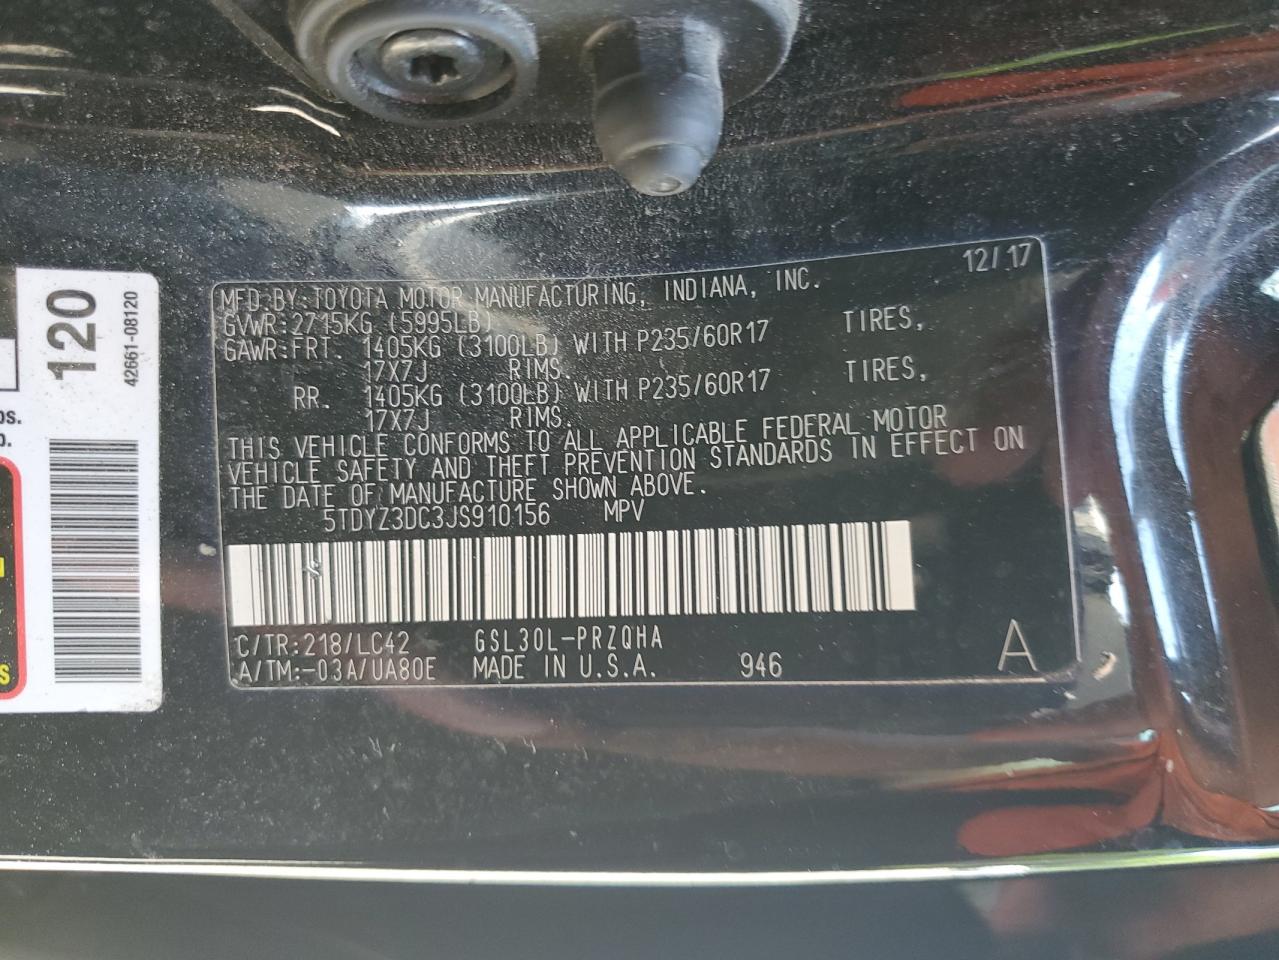 12/17
MFD.BY:TOYOTA MOTOR MANUFACTURING, INDIANA, INC.
GVWR:2715KG (5995LB)
GAWR:FRT. 1405KG (3100LB) WITH P235/60R17 TIRES,
17X7J RIMS.
RR. 1405KG (3100LB) WITH P235/60R17 TIRES,
17X7J RIMS.
THIS VEHICLE CONFORMS TO ALL APPLICABLE FEDERAL MOTOR
VEHICLE SAFETY AND THEFT PREVENTION STANDARDS IN EFFECT ON
THE DATE OF MANUFACTURE SHOWN ABOVE.
5TDYZ3DC3JS910156 MPV
C/TR:218/LC42 GSL30L-PRZQHA
A/TM:-03A/UA80E MADE IN U.S.A. 946 A
120
42661-08120